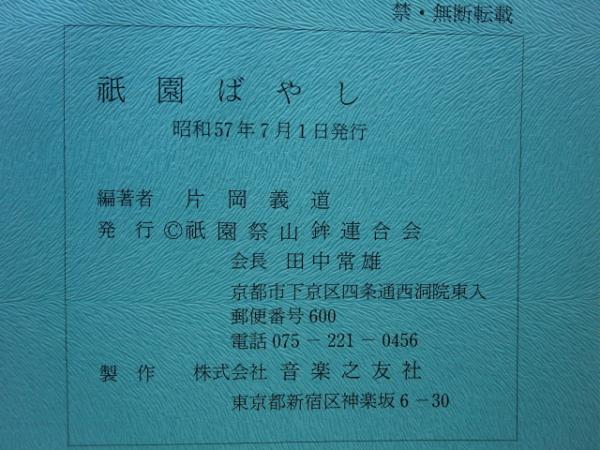 禁・無断転載
祇園ばやし
昭和57年7月1日発行
編著者 片岡義道
発行 ©祇園祭山鉾連合会
会長 田中常雄
京都市下京区四条通西洞院東入
郵便番号600
電話075－221－0456
製作 株式会社 音楽之友社
東京都新宿区神楽坂6－30